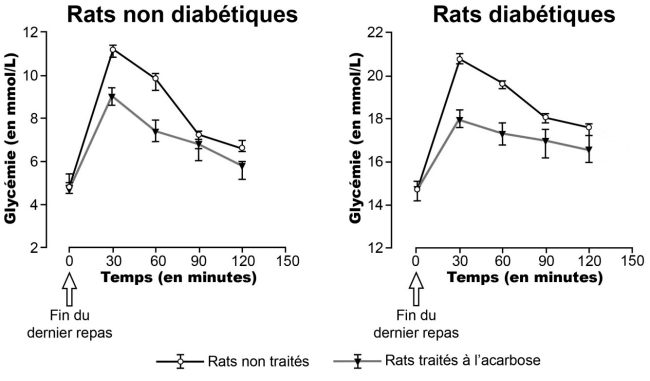 Rats non diabétiques
Glycémie (en mmol/L)
12
10
8
6
4
2
0
30
60
90
120
150
Temps (en minutes)
Fin du
dernier repas
Rats diabétiques
Glycémie (en mmol/L)
22
20
18
16
14
12
0
30
60
90
120
150
Temps (en minutes)
Fin du
dernier repas
Rats non traités
Rats traités à l'acarbose